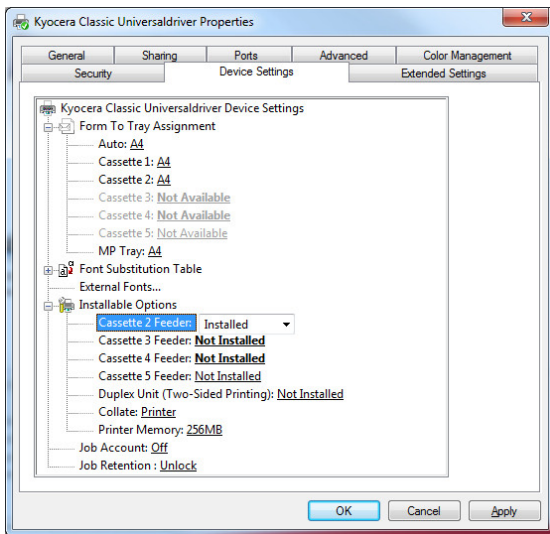 Kyocera Classic Universaldriver Properties
General Sharing Ports Advanced Color Management
Security Device Settings Extended Settings
Kyocera Classic Universaldriver Device Settings
Form To Tray Assignment
Auto: A4
Cassette 1: A4
Cassette 2: A4
Cassette 3: Not Available
Cassette 4: Not Available
Cassette 5: Not Available
MP Tray: A4
Font Substitution Table
External Fonts...
Installable Options
Cassette 2 Feeder: Installed
Cassette 3 Feeder: Not Installed
Cassette 4 Feeder: Not Installed
Cassette 5 Feeder: Not Installed
Duplex Unit (Two-Sided Printing): Not Installed
Collate: Printer
Printer Memory: 256MB
Job Account: Off
Job Retention : Unlock
OK Cancel Apply